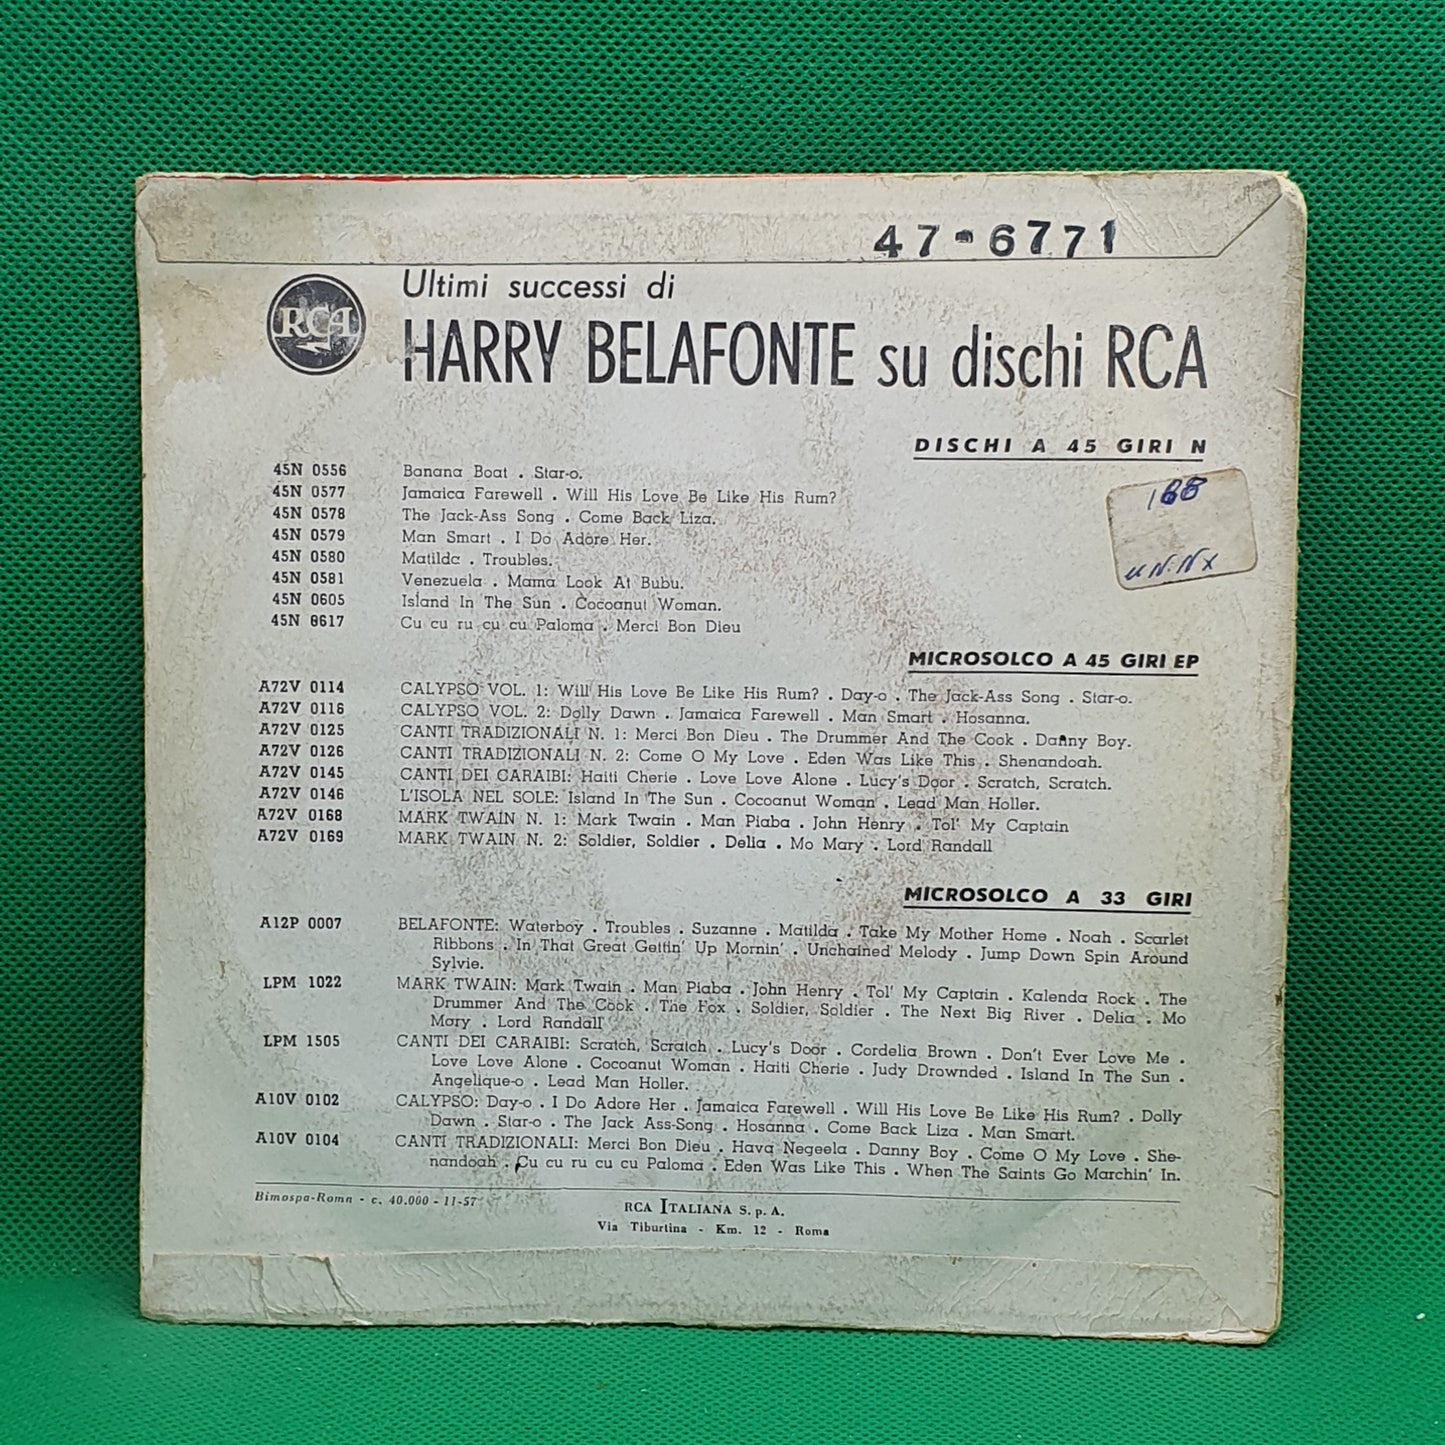 47-6771
RCA
Ultimi successi di
HARRY BELAFONTE su dischi RCA
DISCHI A 45 GIRI N
45N 0556 Banana Boat . Star-o.
45N 0577 Jamaica Farewell . Will His Love Be Like His Rum?
45N 0578 The Jack-Ass Song . Come Back Liza.
45N 0579 Man Smart . I Do Adore Her.
45N 0580 Matilda . Troubles.
45N 0581 Venezuela . Mama Look At Bubu.
45N 0605 Island In The Sun . Cocoanut Woman.
45N 8617 Cu cu ru cu cu Paloma . Merci Bon Dieu
168
MICROSOLCO A 45 GIRI EP
A72V 0114 CALYPSO VOL. 1: Will His Love Be Like His Rum? . Day-o . The Jack-Ass Song . Star-o.
A72V 0116 CALYPSO VOL. 2: Dolly Dawn . Jamaica Farewell . Man Smart . Hosanna.
A72V 0125 CANTI TRADIZIONALI N. 1: Merci Bon Dieu . The Drummer And The Cook . Danny Boy.
A72V 0126 CANTI TRADIZIONALI N. 2: Come O My Love . Eden Was Like This . Shenandoah.
A72V 0145 CANTI DEI CARAIBI: Haiti Cherie . Love Love Alone . Lucy's Door . Scratch, Scratch.
A72V 0146 L'ISOLA NEL SOLE: Island In The Sun . Cocoanut Woman . Lead Man Holler.
A72V 0168 MARK TWAIN N. 1: Mark Twain . Man Piaba . John Henry . Tol' My Captain
A72V 0169 MARK TWAIN N. 2: Soldier, Soldier . Delia . Mo Mary . Lord Randall
MICROSOLCO A 33 GIRI
A12P 0007 BELAFONTE: Waterboy . Troubles . Suzanne . Matilda . Take My Mother Home . Noah . Scarlet
Ribbons . In That Great Gettin' Up Mornin' . Unchained Melody . Jump Down Spin Around
Sylvie.
LPM 1022 MARK TWAIN: Mark Twain . Man Piaba . John Henry . Tol' My Captain . Kalenda Rock . The
Drummer And The Cook . The Fox . Soldier, Soldier . The Next Big River . Delia . Mo
Mary . Lord Randall
LPM 1505 CANTI DEI CARAIBI: Scratch, Scratch . Lucy's Door . Cordelia Brown . Don't Ever Love Me .
Love Love Alone . Cocoanut Woman . Haiti Cherie . Judy Drownded . Island In The Sun .
Angelique-o . Lead Man Holler.
A10V 0102 CALYPSO: Day-o . I Do Adore Her . Jamaica Farewell . Will His Love Be Like His Rum? . Dolly
Dawn . Star-o . The Jack Ass-Song . Hosanna . Come Back Liza . Man Smart.
A10V 0104 CANTI TRADIZIONALI: Merci Bon Dieu . Hava Negeela . Danny Boy . Come O My Love . She-
nandoah . Cu cu ru cu cu Paloma . Eden Was Like This . When The Saints Go Marchin' In.
Bimospa-Roma - c. 40.000 - 11-57
RCA ITALIANA S. p. A.
Via Tiburtina - Km. 12 - Roma